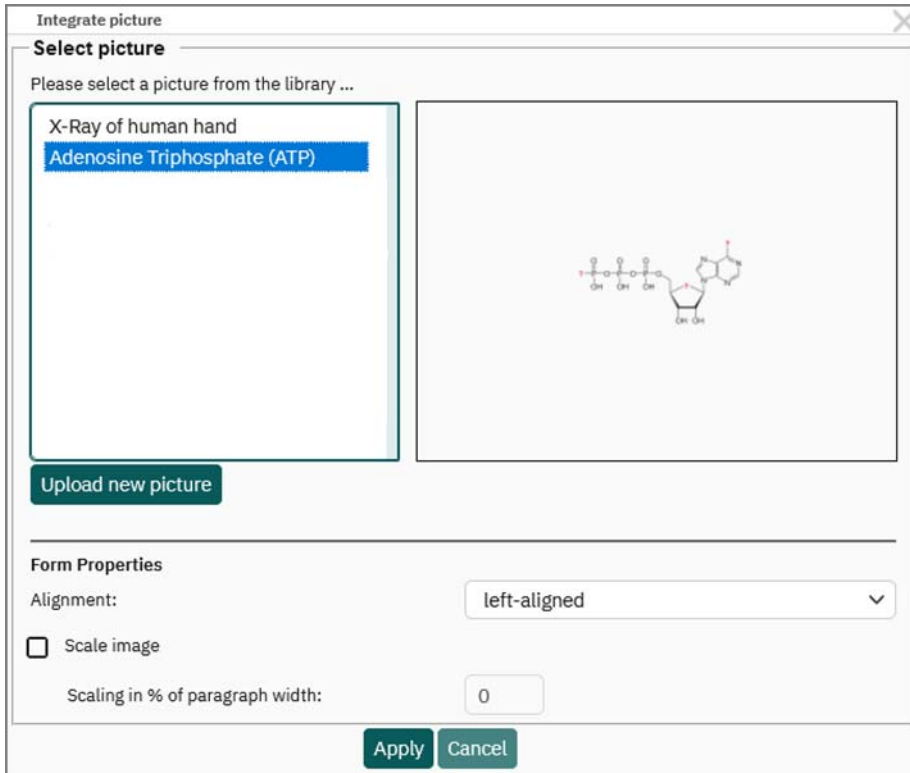 Integrate picture
Select picture
Please select a picture from the library ...
X-Ray of human hand
Adenosine Triphosphate (ATP)
Upload new picture
Form Properties
Alignment:
left-aligned
Scale image
Scaling in % of paragraph width:
0
Apply
Cancel